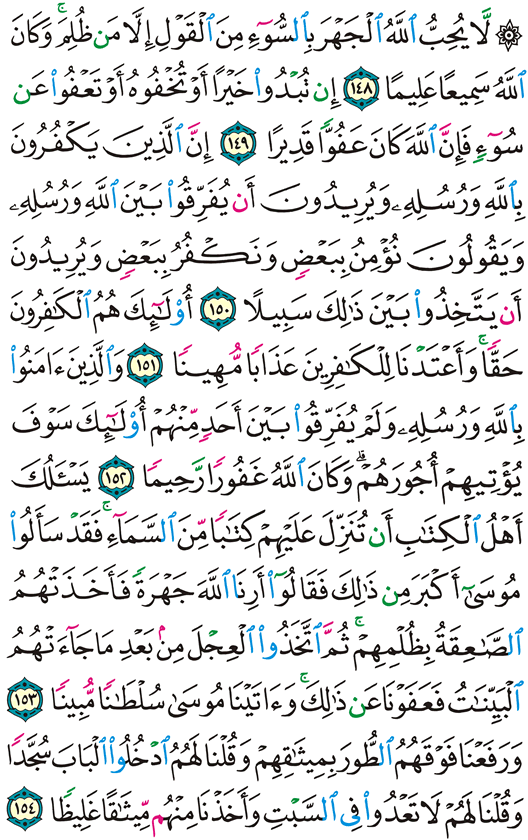 ۞ لَّا يُحِبُّ ٱللَّهُ ٱلْجَهْرَ بِٱلسُّوٓءِ مِنَ ٱلْقَوْلِ إِلَّا مَن ظُلِمَ ۚ وَكَانَ
ٱللَّهُ سَمِيعًا عَلِيمًا ١٤٨ إِن تُبْدُوا۟ خَيْرًا أَوْ تُخْفُوهُ أَوْ تَعْفُوا۟ عَن
سُوٓءٍ فَإِنَّ ٱللَّهَ كَانَ عَفُوًّا قَدِيرًا ١٤٩ إِنَّ ٱلَّذِينَ يَكْفُرُونَ
بِٱللَّهِ وَرُسُلِهِۦ وَيُرِيدُونَ أَن يُفَرِّقُوا۟ بَيْنَ ٱللَّهِ وَرُسُلِهِۦ
وَيَقُولُونَ نُؤْمِنُ بِبَعْضٍ وَنَكْفُرُ بِبَعْضٍ وَيُرِيدُونَ
أَن يَتَّخِذُوا۟ بَيْنَ ذَٰلِكَ سَبِيلًا ١٥٠ أُو۟لَٰٓئِكَ هُمُ ٱلْكَٰفِرُونَ
حَقًّا ۚ وَأَعْتَدْنَا لِلْكَٰفِرِينَ عَذَابًا مُّهِينًا ١٥١ وَٱلَّذِينَ ءَامَنُوا۟
بِٱللَّهِ وَرُسُلِهِۦ وَلَمْ يُفَرِّقُوا۟ بَيْنَ أَحَدٍ مِّنْهُمْ أُو۟لَٰٓئِكَ سَوْفَ
يُؤْتِيهِمْ أُجُورَهُمْ ۗ وَكَانَ ٱللَّهُ غَفُورًا رَّحِيمًا ١٥٢ يَسْـَٔلُكَ
أَهْلُ ٱلْكِتَٰبِ أَن تُنَزِّلَ عَلَيْهِمْ كِتَٰبًا مِّنَ ٱلسَّمَآءِ ۚ فَقَدْ سَأَلُوا۟
مُوسَىٰٓ أَكْبَرَ مِن ذَٰلِكَ فَقَالُوٓا۟ أَرِنَا ٱللَّهَ جَهْرَةً فَأَخَذَتْهُمُ
ٱلصَّٰعِقَةُ بِظُلْمِهِمْ ۚ ثُمَّ ٱتَّخَذُوا۟ ٱلْعِجْلَ مِنۢ بَعْدِ مَا جَآءَتْهُمُ
ٱلْبَيِّنَٰتُ فَعَفَوْنَا عَن ذَٰلِكَ ۚ وَءَاتَيْنَا مُوسَىٰ سُلْطَٰنًا مُّبِينًا ١٥٣
وَرَفَعْنَا فَوْقَهُمُ ٱلطُّورَ بِمِيثَٰقِهِمْ وَقُلْنَا لَهُمُ ٱدْخُلُوا۟ ٱلْبَابَ سُجَّدًا
وَقُلْنَا لَهُمْ لَا تَعْدُوا۟ فِى ٱلسَّبْتِ وَأَخَذْنَا مِنْهُم مِّيثَٰقًا غَلِيظًا ١٥٤